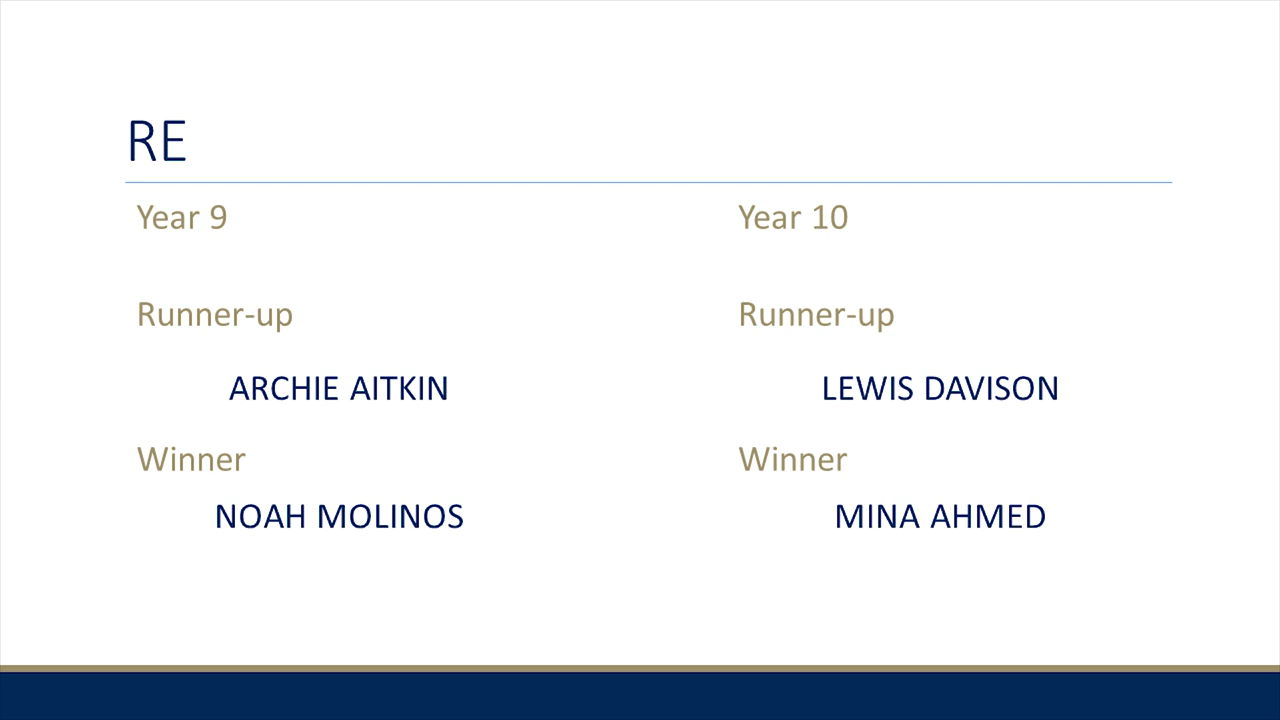 RE
Year 9
Runner-up
ARCHIE AITKIN
Winner
NOAH MOLINOS
Year 10
Runner-up
LEWIS DAVISON
Winner
MINA AHMED